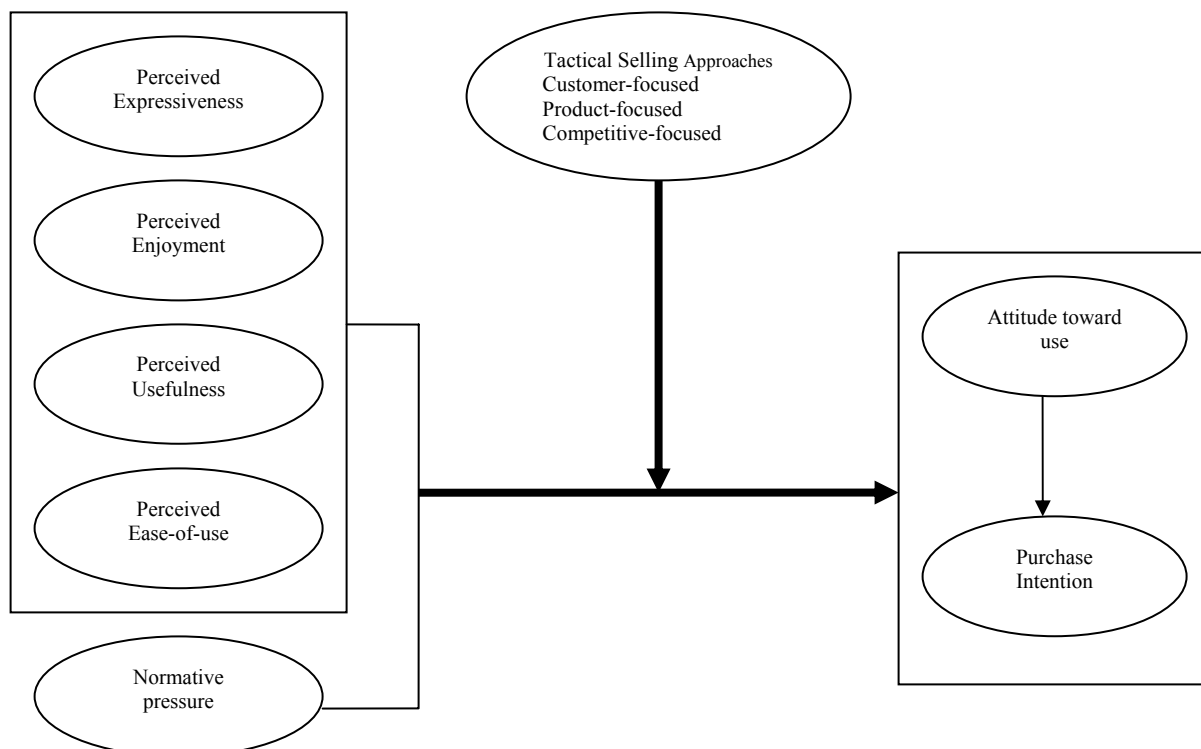 Perceived
Expressiveness
Perceived
Enjoyment
Perceived
Usefulness
Perceived
Ease-of-use
Normative
pressure
Tactical Selling Approaches
Customer-focused
Product-focused
Competitive-focused
Attitude toward
use
Purchase
Intention